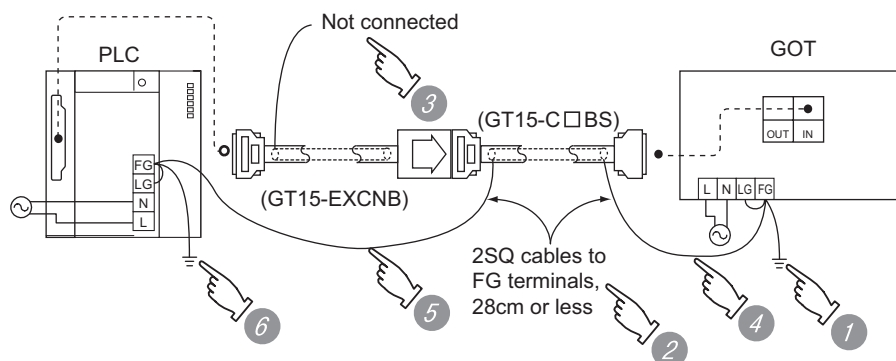 Not connected
PLC
GOT
3
(GT15-C□BS)
OUT IN
FG
LG
N
L
(GT15-EXCNB)
L N LG FG
2SQ cables to
FG terminals,
28cm or less
6
5
2
4
1